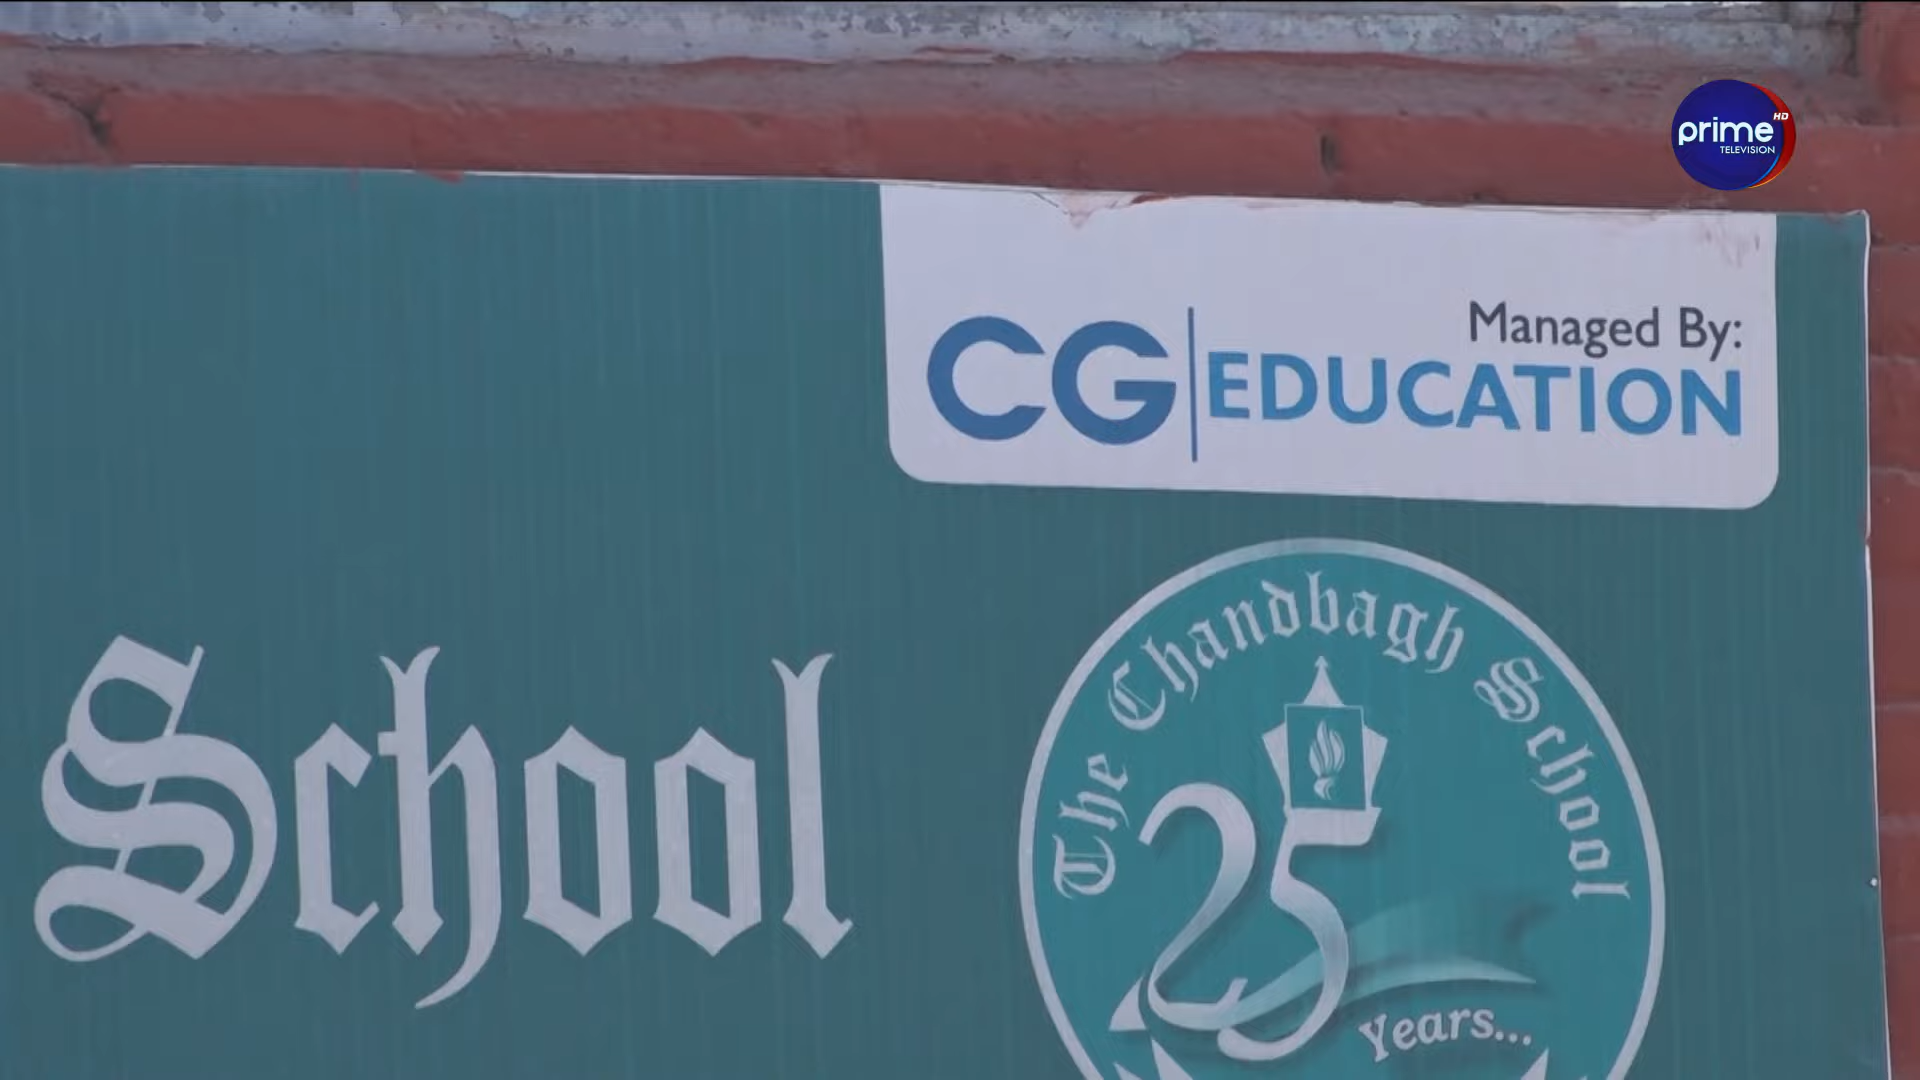 prime HD
TELEVISION
Managed By:
CG EDUCATION
School
The Chandbagh School
25
Years...